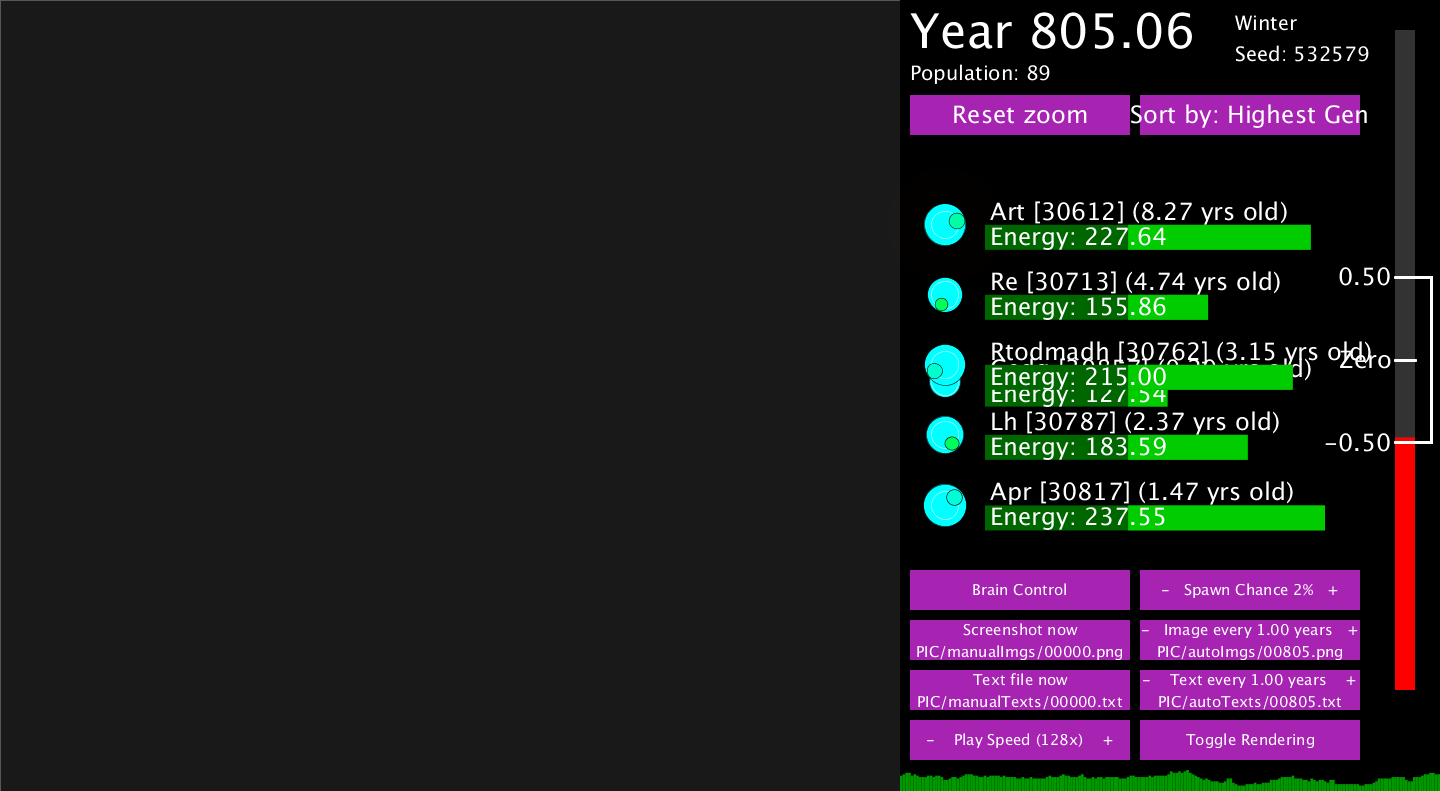 Year 805.06
Winter
Seed: 532579
Population: 89
Reset zoom
Sort by: Highest Gen
Art [30612] (8.27 yrs old)
Energy: 227.64
Re [30713] (4.74 yrs old)
Energy: 155.86
0.50
Rtodmadh [30762] (3.15 yrs old)
Zero
Energy: 215.00
Energy: 127.54
Lh [30787] (2.37 yrs old)
Energy: 183.59
-0.50
Apr [30817] (1.47 yrs old)
Energy: 237.55
Brain Control
- Spawn Chance 2% +
Screenshot now
PIC/manualImgs/00000.png
- Image every 1.00 years +
PIC/autoImgs/00805.png
Text file now
PIC/manualTexts/00000.txt
- Text every 1.00 years +
PIC/autoTexts/00805.txt
- Play Speed (128x) +
Toggle Rendering